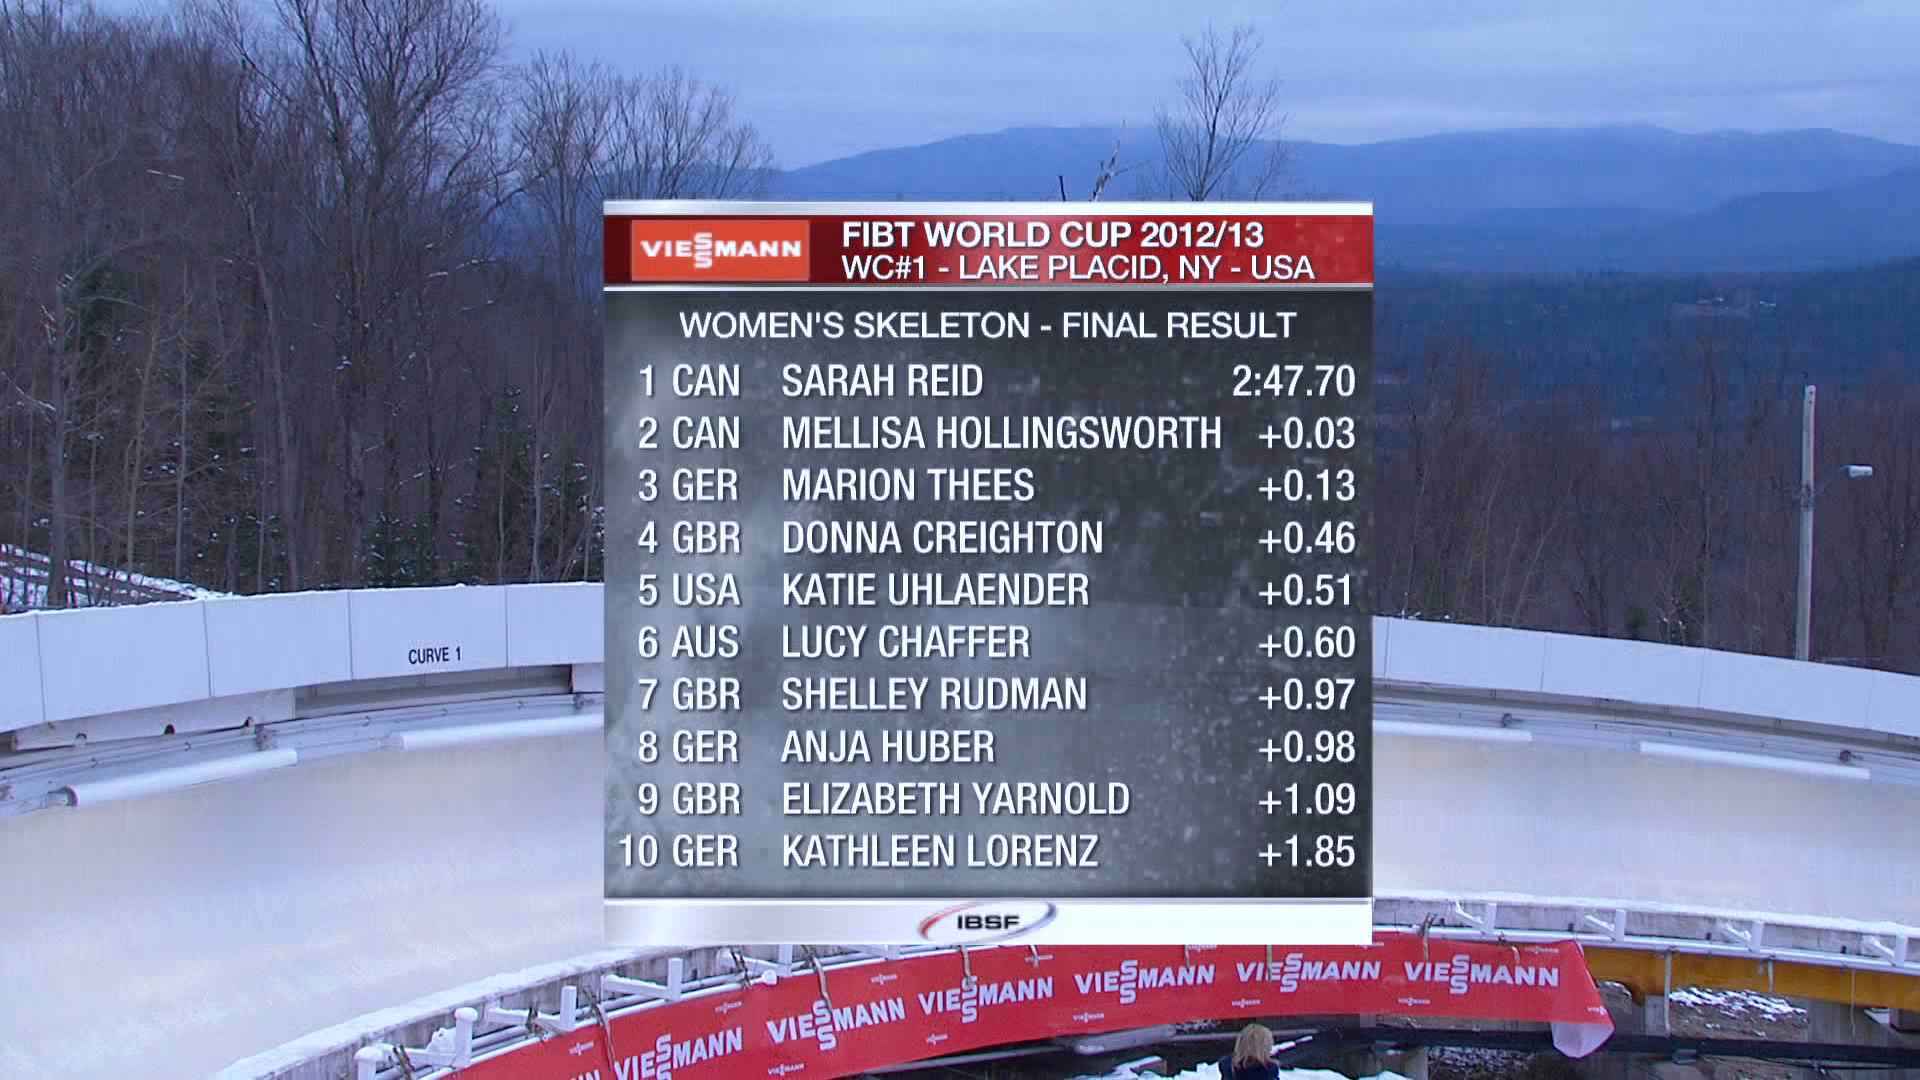 VIESSMANN
FIBT WORLD CUP 2012/13
WC#1 - LAKE PLACID, NY - USA
WOMEN'S SKELETON - FINAL RESULT
1 CAN SARAH REID 2:47.70
2 CAN MELLISA HOLLINGSWORTH +0.03
3 GER MARION THEES +0.13
4 GBR DONNA CREIGHTON +0.46
5 USA KATIE UHLAENDER +0.51
6 AUS LUCY CHAFFER +0.60
7 GBR SHELLEY RUDMAN +0.97
8 GER ANJA HUBER +0.98
9 GBR ELIZABETH YARNOLD +1.09
10 GER KATHLEEN LORENZ +1.85
IBSF
CURVE 1
VIESSMANN VIESSMANN VIESSMANN VIESSMANN VIESSMANN VIESSMANN